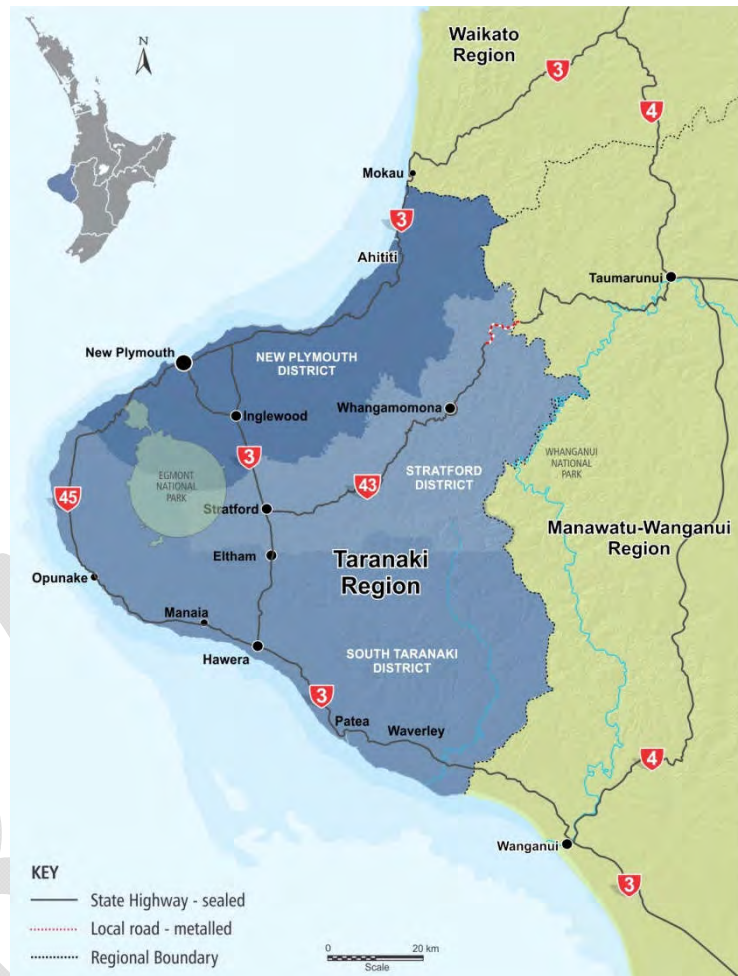 N
Waikato
Region
3
4
Mokau
3
Ahititi
Taumarunui
New Plymouth
NEW PLYMOUTH
DISTRICT
Inglewood
Whangamomona
3
EGMONT
NATIONAL
PARK
WHANGANUI
NATIONAL
PARK
STRATFORD
DISTRICT
43
45
Stratford
Manawatu-Wanganui
Region
Eltham
Taranaki
Region
Opunake
Manaia
Hawera
SOUTH TARANAKI
DISTRICT
3
Patea
Waverley
4
Wanganui
3
KEY
State Highway - sealed
Local road - metalled
Regional Boundary
0 20 km
Scale